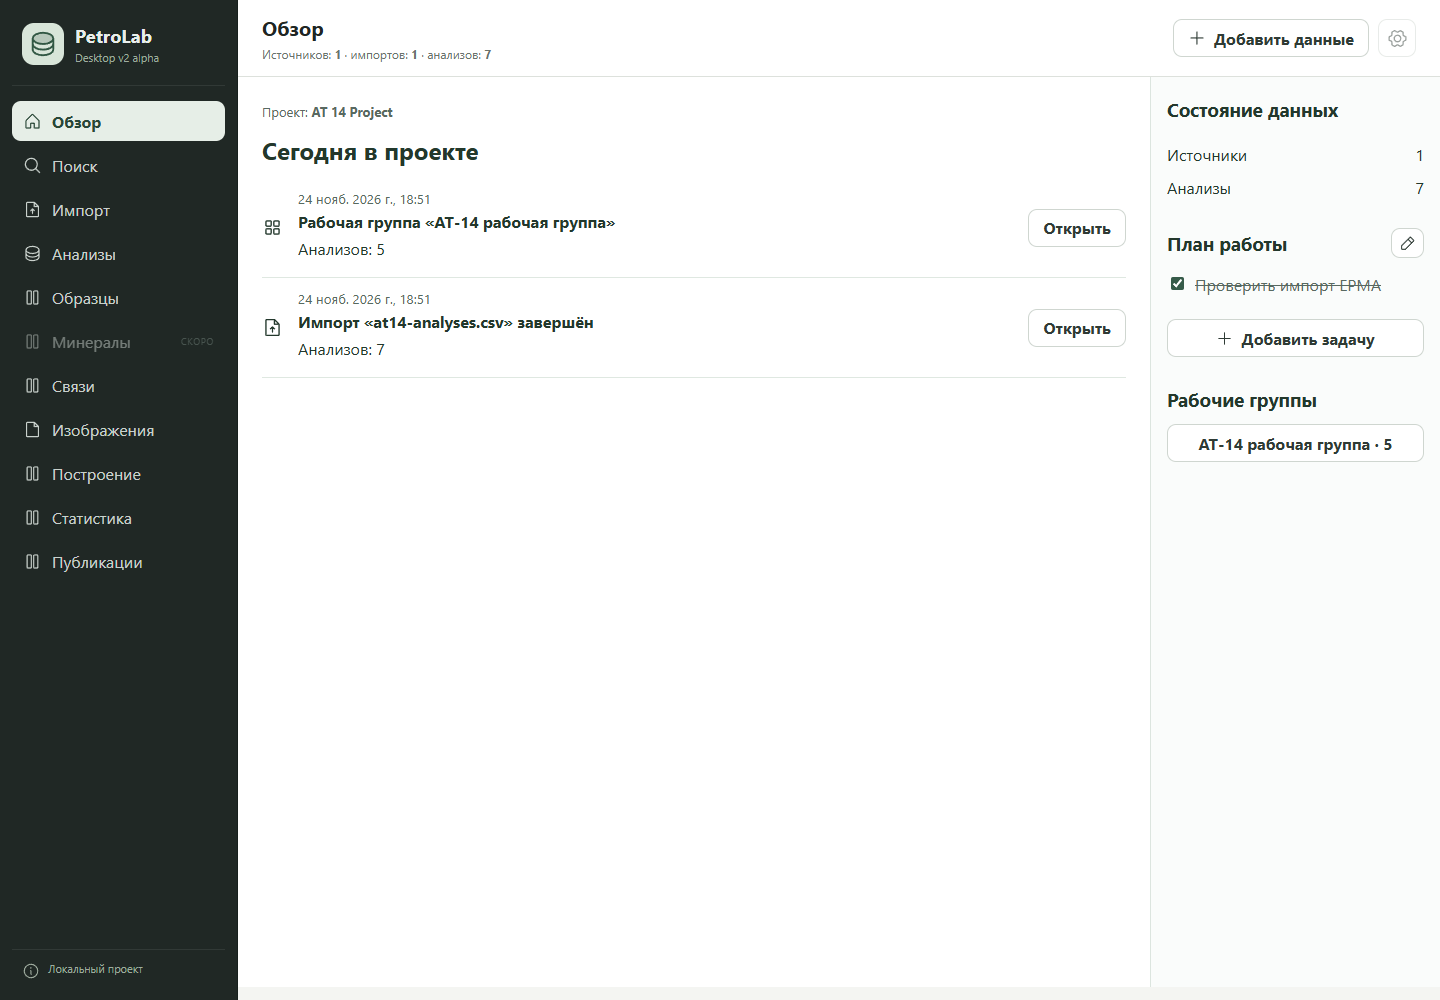 PetroLab
Desktop v2 alpha
Обзор
Поиск
Импорт
Анализы
Образцы
Минералы СКОРО
Связи
Изображения
Построение
Статистика
Публикации
Локальный проект
Обзор
Источников: 1 · импортов: 1 · анализов: 7
Добавить данные
Проект: AT 14 Project
Сегодня в проекте
24 нояб. 2026 г., 18:51
Рабочая группа «АТ-14 рабочая группа»
Анализов: 5
Открыть
24 нояб. 2026 г., 18:51
Импорт «at14-analyses.csv» завершён
Анализов: 7
Открыть
Состояние данных
Источники 1
Анализы 7
План работы
Проверить импорт EPMA
Добавить задачу
Рабочие группы
АТ-14 рабочая группа · 5